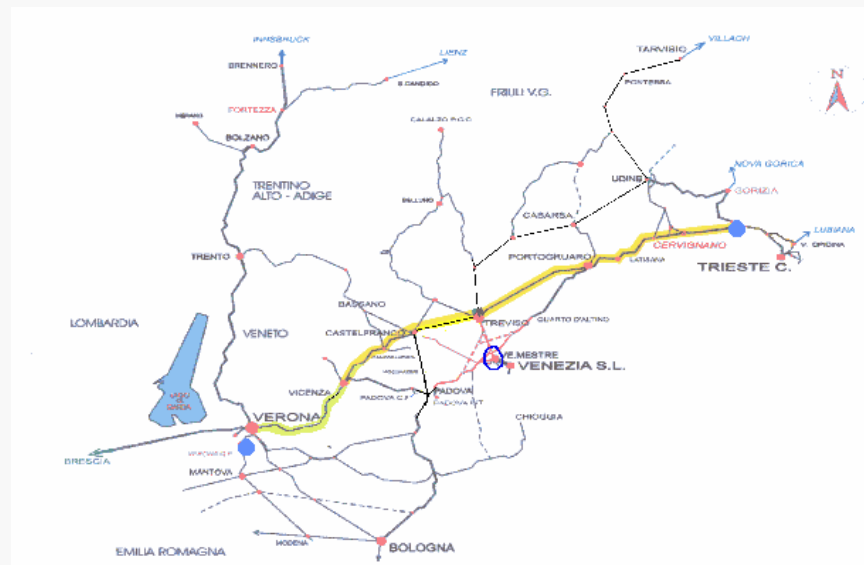 INNSBRUCK
BRENNERO
LIENZ
S.CANDIDO
FORTEZZA
MERANO
BOLZANO
TRENTINO
ALTO - ADIGE
TRENTO
FRIULI V.G.
CALALZO P.C.C
BELLUNO
TARVISIO
VILLACH
PONTEBBA
N
UDINE
NOVA GORICA
GORIZIA
CASARSA
CERVIGNANO
LUBIANA
V. OPICINA
TRIESTE C.
PORTOGRUARO
LATISANA
LOMBARDIA
VENETO
BASSANO
CASTELFRANCO
TREVISO
QUARTO D'ALTINO
VE.MESTRE
VENEZIA S.L.
VICENZA
PADOVA C.P.
PADOVA
PADOVA INT
CHIOGGIA
VERONA
BRESCIA
MANTOVA
MODENA
BOLOGNA
EMILIA ROMAGNA